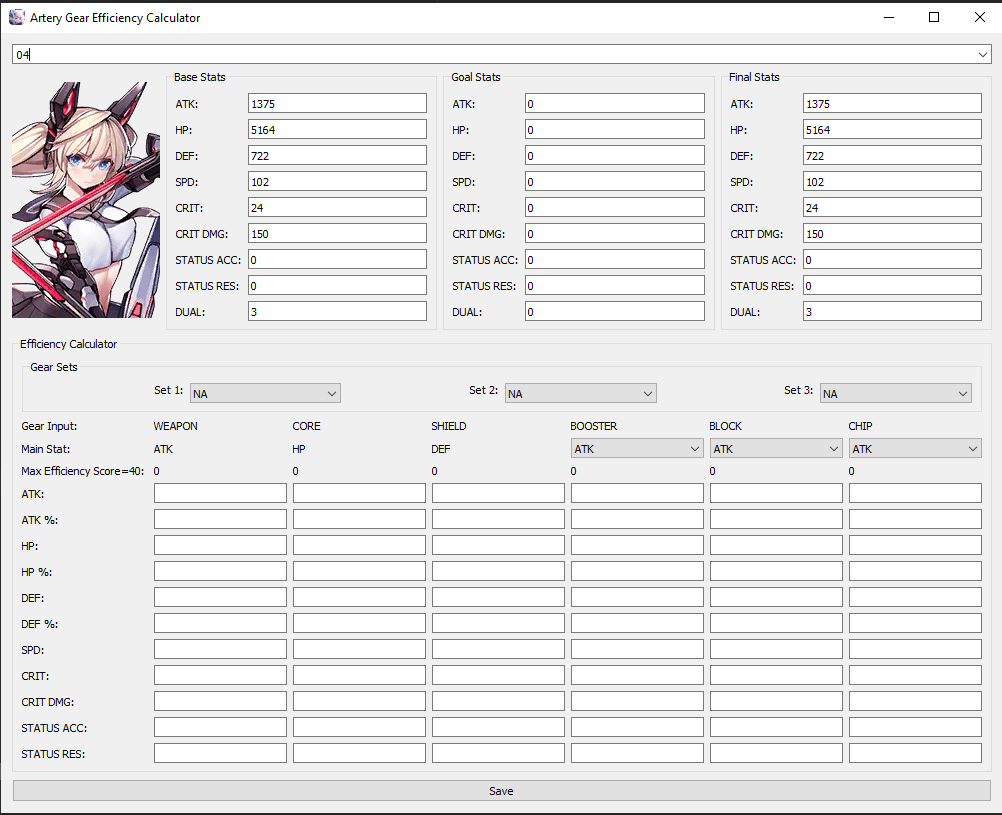 Artery Gear Efficiency Calculator
04
Base Stats
ATK: 1375
HP: 5164
DEF: 722
SPD: 102
CRIT: 24
CRIT DMG: 150
STATUS ACC: 0
STATUS RES: 0
DUAL: 3
Goal Stats
ATK: 0
HP: 0
DEF: 0
SPD: 0
CRIT: 0
CRIT DMG: 0
STATUS ACC: 0
STATUS RES: 0
DUAL: 0
Final Stats
ATK: 1375
HP: 5164
DEF: 722
SPD: 102
CRIT: 24
CRIT DMG: 150
STATUS ACC: 0
STATUS RES: 0
DUAL: 3
Efficiency Calculator
Gear Sets
Set 1: NA Set 2: NA Set 3: NA
Gear Input: WEAPON CORE SHIELD BOOSTER BLOCK CHIP
Main Stat: ATK HP DEF ATK ATK ATK
Max Efficiency Score=40: 0 0 0 0 0 0
ATK:
ATK %:
HP:
HP %:
DEF:
DEF %:
SPD:
CRIT:
CRIT DMG:
STATUS ACC:
STATUS RES:
Save